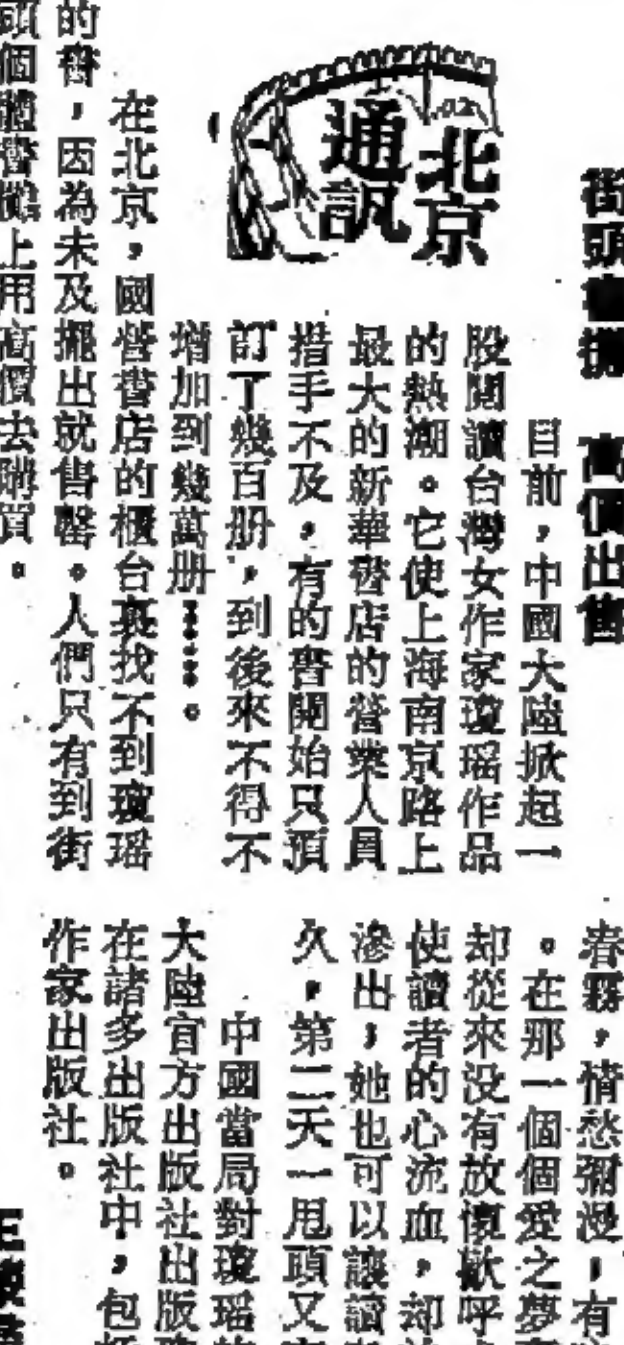 街頭書攤 高價出售
北京
通訊
目前，中國大陸掀起一
股閱讀台灣女作家瓊瑤作品
的熱潮。它使上海南京路上
最大的新華書店的營業人員
措手不及，有的書開始只預
訂了幾百册，到後來不得不
增加到幾萬册……。
在北京，國營書店的櫃台裏找不到瓊瑤
的書，因為未及擺出就售罄。人們只有到街
頭個體書攤上用高價去購買。
春霧，情愁彌漫，有
。在那一個個愛之夢
却從來没有放懷歡呼
使讀者的心流血，却
滲出，她也可以讓讀
久，第二天一甩頭又
中國當局對瓊瑤
大陸官方出版社出版
在諸多出版社中，包括
作家出版社。